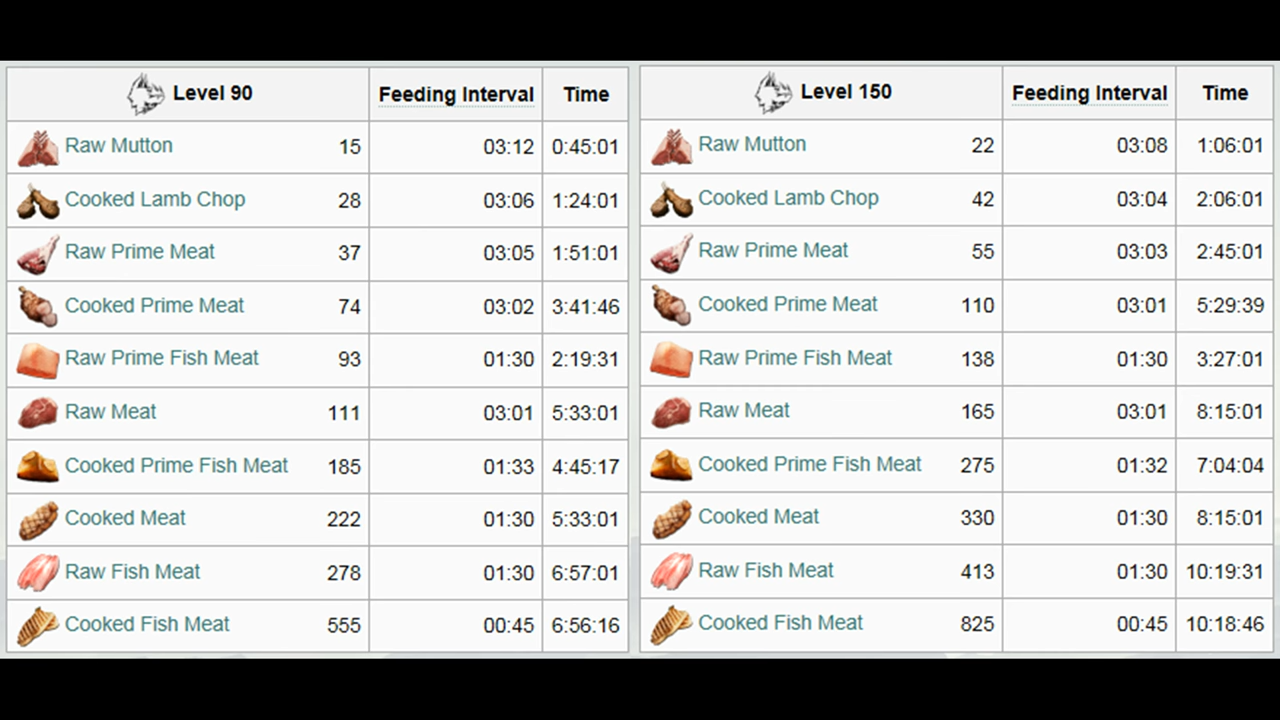 Level 90 Feeding Interval Time
Raw Mutton 15 03:12 0:45:01
Cooked Lamb Chop 28 03:06 1:24:01
Raw Prime Meat 37 03:05 1:51:01
Cooked Prime Meat 74 03:02 3:41:46
Raw Prime Fish Meat 93 01:30 2:19:31
Raw Meat 111 03:01 5:33:01
Cooked Prime Fish Meat 185 01:33 4:45:17
Cooked Meat 222 01:30 5:33:01
Raw Fish Meat 278 01:30 6:57:01
Cooked Fish Meat 555 00:45 6:56:16
Level 150 Feeding Interval Time
Raw Mutton 22 03:08 1:06:01
Cooked Lamb Chop 42 03:04 2:06:01
Raw Prime Meat 55 03:03 2:45:01
Cooked Prime Meat 110 03:01 5:29:39
Raw Prime Fish Meat 138 01:30 3:27:01
Raw Meat 165 03:01 8:15:01
Cooked Prime Fish Meat 275 01:32 7:04:04
Cooked Meat 330 01:30 8:15:01
Raw Fish Meat 413 01:30 10:19:31
Cooked Fish Meat 825 00:45 10:18:46